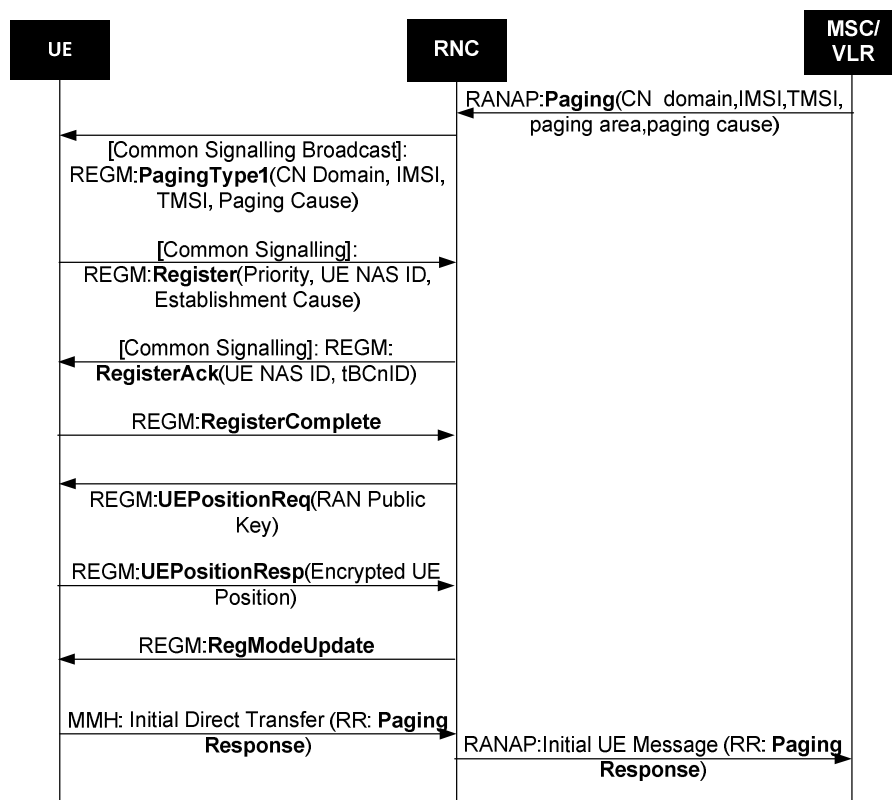 UE
RNC
MSC/
VLR
RANAP:Paging(CN domain,IMSI,TMSI,
paging area,paging cause)
[Common Signalling Broadcast]:
REGM:PagingType1(CN Domain, IMSI,
TMSI, Paging Cause)
[Common Signalling]:
REGM:Register(Priority, UE NAS ID,
Establishment Cause)
[Common Signalling]: REGM:
RegisterAck(UE NAS ID, tBCnID)
REGM:RegisterComplete
REGM:UEPositionReq(RAN Public
Key)
REGM:UEPositionResp(Encrypted UE
Position)
REGM:RegModeUpdate
MMH: Initial Direct Transfer (RR: Paging
Response)
RANAP:Initial UE Message (RR: Paging
Response)